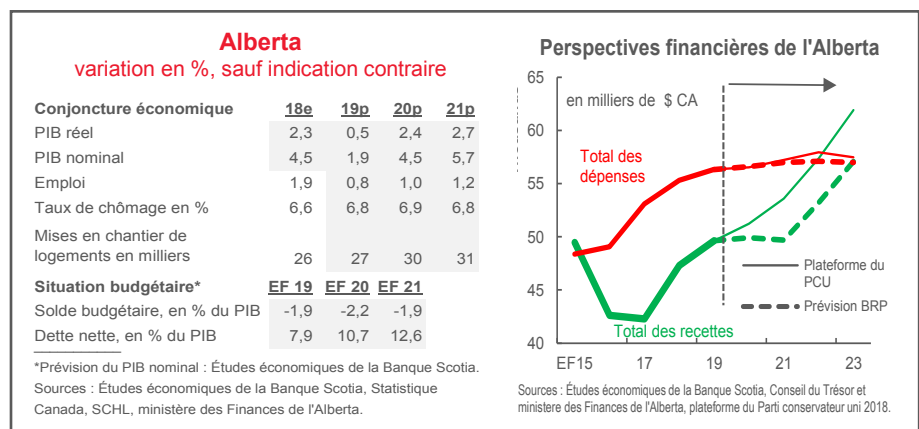 Alberta
variation en %, sauf indication contraire
Conjoncture économique 18e 19p 20p 21p
PIB réel 2,3 0,5 2,4 2,7
PIB nominal 4,5 1,9 4,5 5,7
Emploi 1,9 0,8 1,0 1,2
Taux de chômage en % 6,6 6,8 6,9 6,8
Mises en chantier de
logements en milliers 26 27 30 31
Situation budgétaire* EF 19 EF 20 EF 21
Solde budgétaire, en % du PIB -1,9 -2,2 -1,9
Dette nette, en % du PIB 7,9 10,7 12,6
*Prévision du PIB nominal : Études économiques de la Banque Scotia.
Sources : Études économiques de la Banque Scotia, Statistique
Canada, SCHL, ministère des Finances de l'Alberta.
Perspectives financières de l'Alberta
65
60
55
50
45
40
en milliers de $ CA
Total des
dépenses
Plateforme du
PCU
Prévision BRP
Total des recettes
EF15 17 19 21 23
Sources : Études économiques de la Banque Scotia, Conseil du Trésor et
ministere des Finances de l'Alberta, plateforme du Parti conservateur uni 2018.